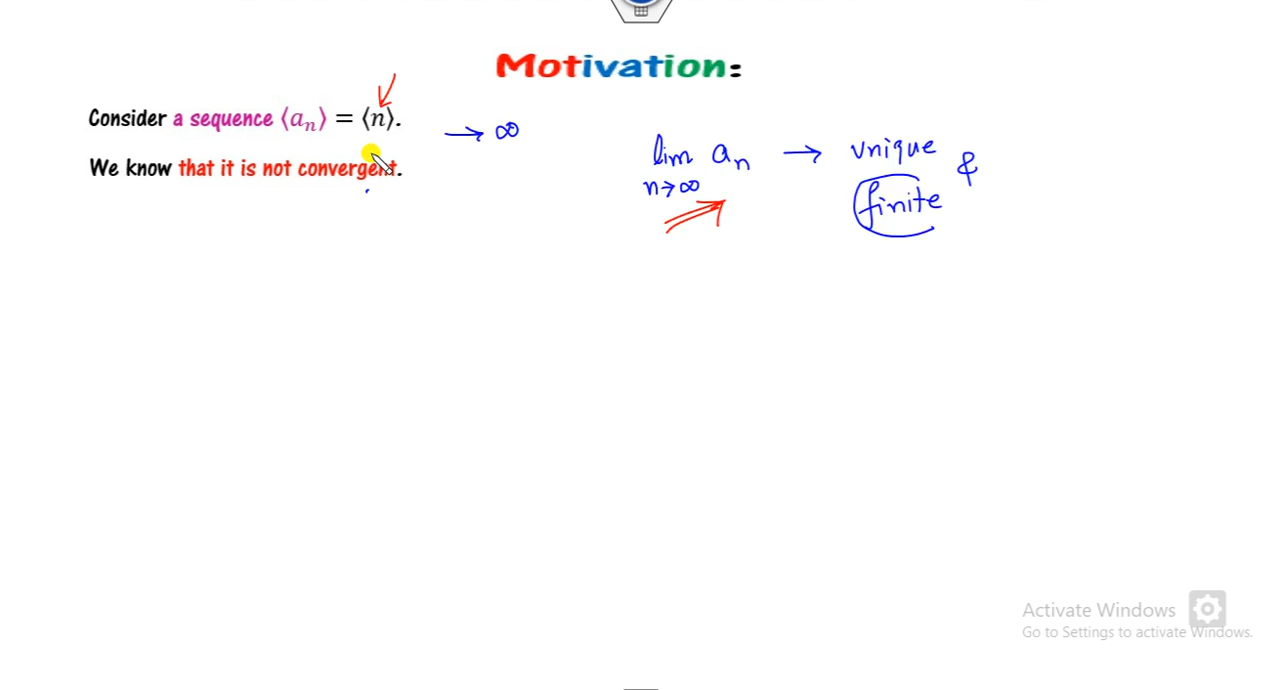 Motivation:
Consider a sequence ⟨aₙ⟩ = ⟨n⟩. → ∞
We know that it is not convergent.
lim aₙ → unique &
n→∞ finite
Activate Windows
Go to Settings to activate Windows.